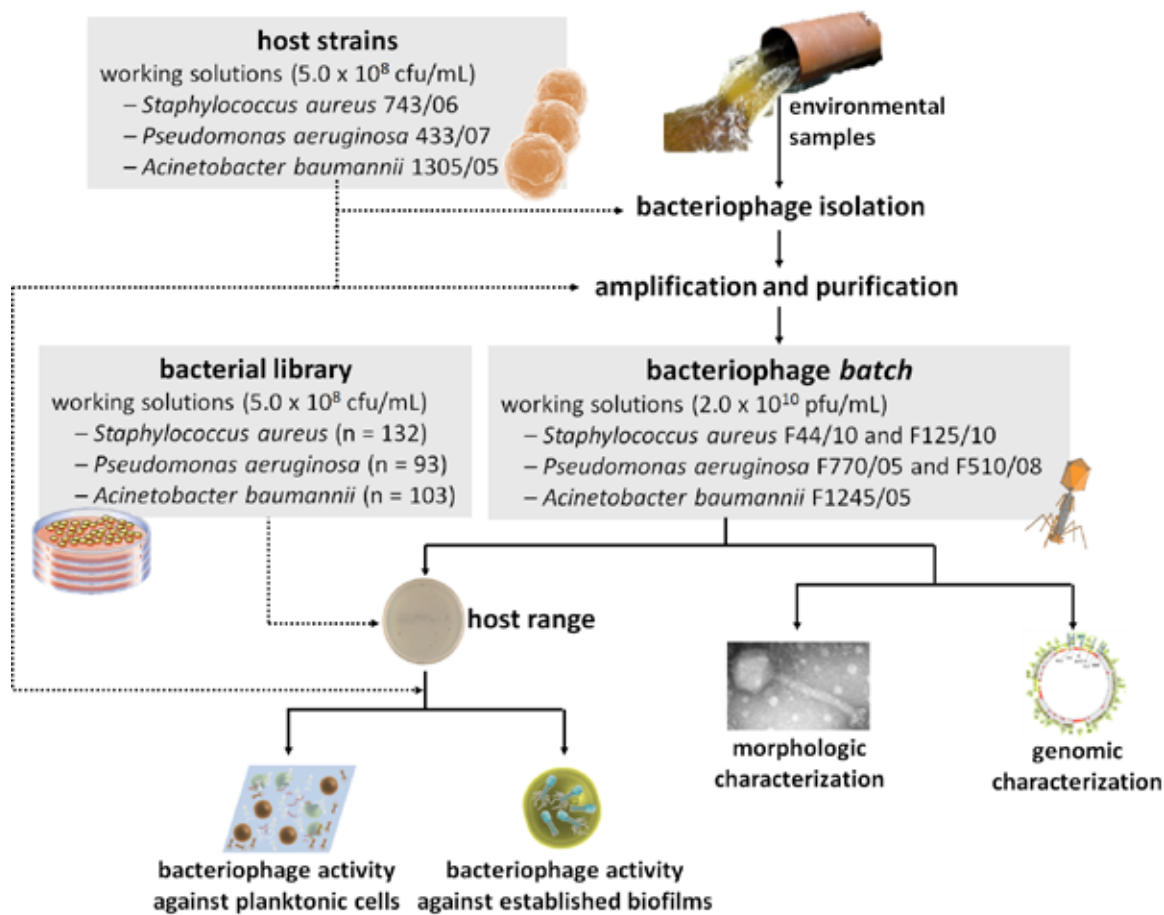 host strains
working solutions (5.0 x 10⁸ cfu/mL)
– Staphylococcus aureus 743/06
– Pseudomonas aeruginosa 433/07
– Acinetobacter baumannii 1305/05
environmental
samples
bacteriophage isolation
amplification and purification
bacterial library
working solutions (5.0 x 10⁸ cfu/mL)
– Staphylococcus aureus (n = 132)
– Pseudomonas aeruginosa (n = 93)
– Acinetobacter baumannii (n = 103)
bacteriophage batch
working solutions (2.0 x 10¹⁰ pfu/mL)
– Staphylococcus aureus F44/10 and F125/10
– Pseudomonas aeruginosa F770/05 and F510/08
– Acinetobacter baumannii F1245/05
host range
morphologic
characterization
genomic
characterization
bacteriophage activity
against planktonic cells
bacteriophage activity
against established biofilms